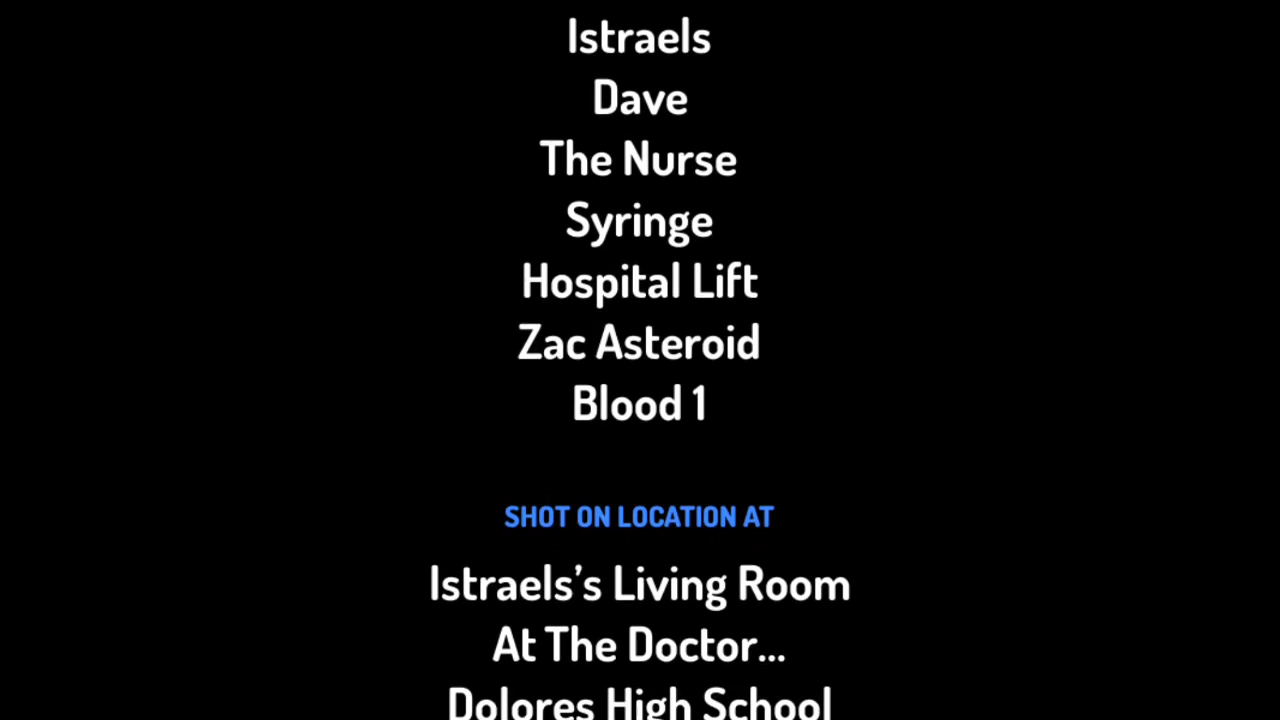 Istraels
Dave
The Nurse
Syringe
Hospital Lift
Zac Asteroid
Blood 1
SHOT ON LOCATION AT
Istraels’s Living Room
At The Doctor...
Dolores High School